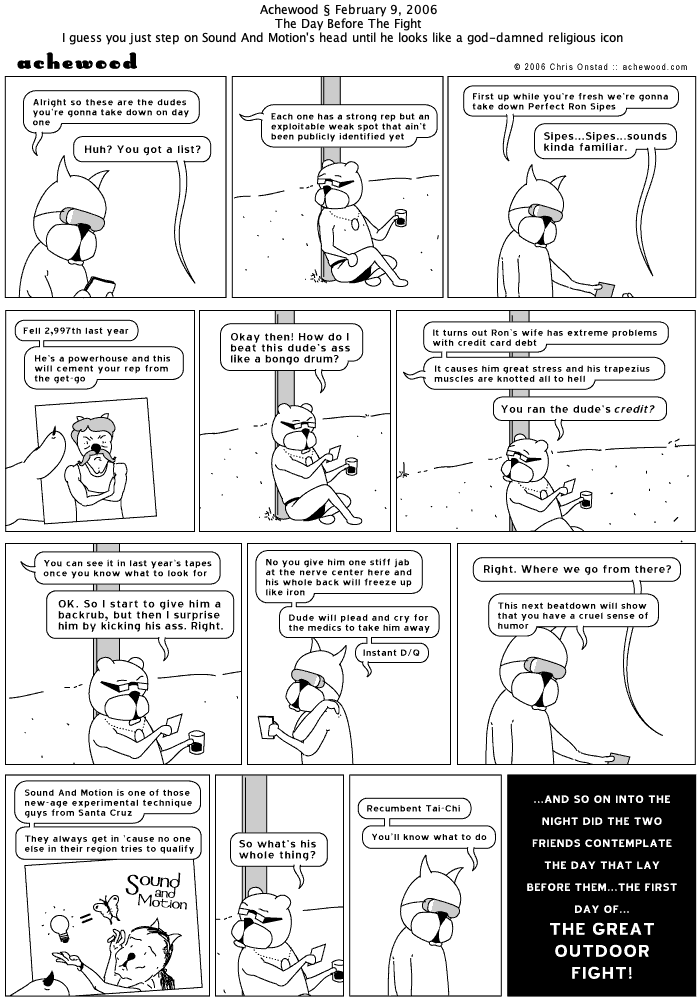 Achewood § February 9, 2006
The Day Before The Fight
I guess you just step on Sound And Motion's head until he looks like a god-damned religious icon
achewood
© 2006 Chris Onstad :: achewood.com
Alright so these are the dudes
you're gonna take down on day
one
Huh? You got a list?
Each one has a strong rep but an
exploitable weak spot that ain't
been publicly identified yet
First up while you're fresh we're gonna
take down Perfect Ron Sipes
Sipes...Sipes...sounds
kinda familiar.
Fell 2,997th last year
He's a powerhouse and this
will cement your rep from
the get-go
Okay then! How do I
beat this dude's ass
like a bongo drum?
It turns out Ron's wife has extreme problems
with credit card debt
It causes him great stress and his trapezius
muscles are knotted all to hell
You ran the dude's credit?
You can see it in last year's tapes
once you know what to look for
OK. So I start to give him a
backrub, but then I surprise
him by kicking his ass. Right.
No you give him one stiff jab
at the nerve center here and
his whole back will freeze up
like iron
Dude will plead and cry for
the medics to take him away
Instant D/Q
Right. Where we go from there?
This next beatdown will show
that you have a cruel sense of
humor
Sound And Motion is one of those
new-age experimental technique
guys from Santa Cruz
They always get in 'cause no one
else in their region tries to qualify
Sound
and
Motion
=
So what's his
whole thing?
Recumbent Tai-Chi
You'll know what to do
...AND SO ON INTO THE
NIGHT DID THE TWO
FRIENDS CONTEMPLATE
THE DAY THAT LAY
BEFORE THEM...THE FIRST
DAY OF...
THE GREAT
OUTDOOR
FIGHT!